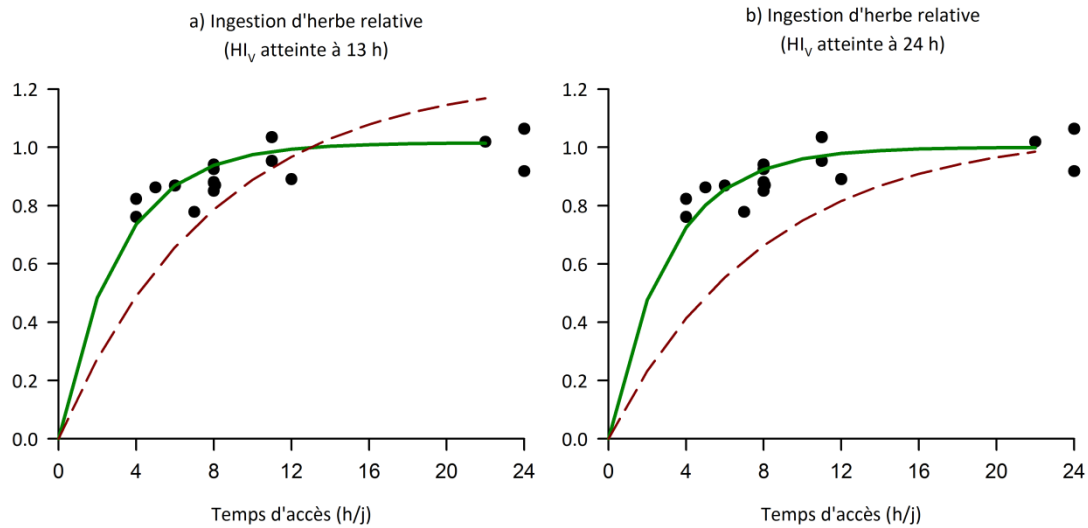 a) Ingestion d'herbe relative
(HIV atteinte à 13 h)
1.2
1.0
0.8
0.6
0.4
0.2
0.0
0 4 8 12 16 20 24
Temps d'accès (h/j)
b) Ingestion d'herbe relative
(HIV atteinte à 24 h)
1.2
1.0
0.8
0.6
0.4
0.2
0.0
0 4 8 12 16 20 24
Temps d'accès (h/j)